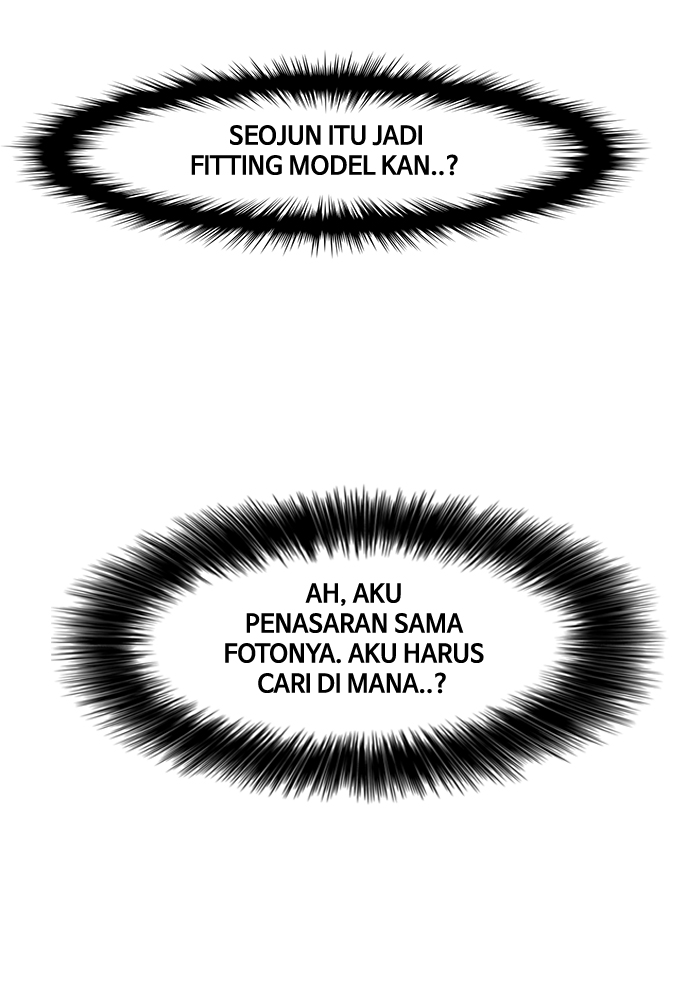 SEOJUN ITU JADI
FITTING MODEL KAN..?
AH, AKU
PENASARAN SAMA
FOTONYA. AKU HARUS
CARI DI MANA..?